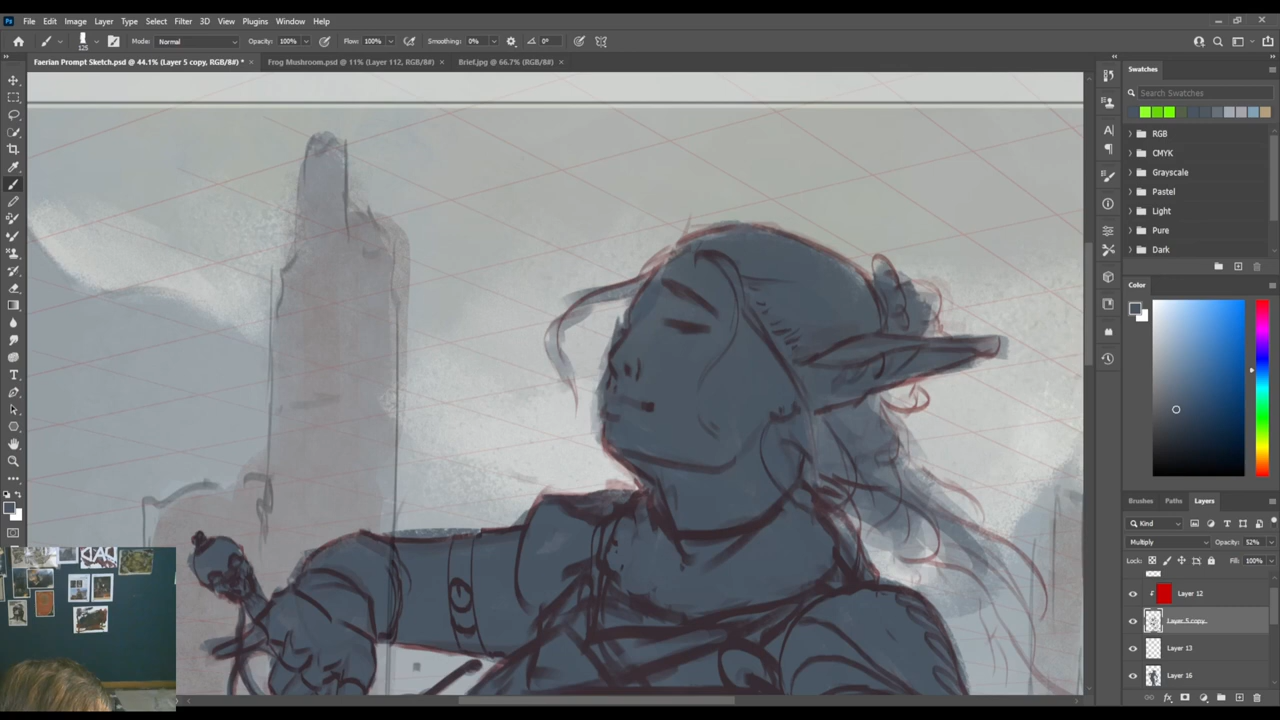 Ps File Edit Image Layer Type Select Filter 3D View Plugins Window Help
125 Mode: Normal Opacity: 100% Flow: 100% Smoothing: 0% 0°
Faerian Prompt Sketch.psd @ 44.1% (Layer 5 copy, RGB/8#) * × Frog Mushroom.psd @ 11% (Layer 112, RGB/8#) × Brief.jpg @ 66.7% (RGB/8#) ×
Swatches
Search Swatches
RGB
CMYK
Grayscale
Pastel
Light
Pure
Dark
Color
Brushes Paths Layers
Kind
Multiply Opacity: 52%
Lock: Fill: 100%
Layer 12
Layer 5 copy
Layer 13
Layer 16